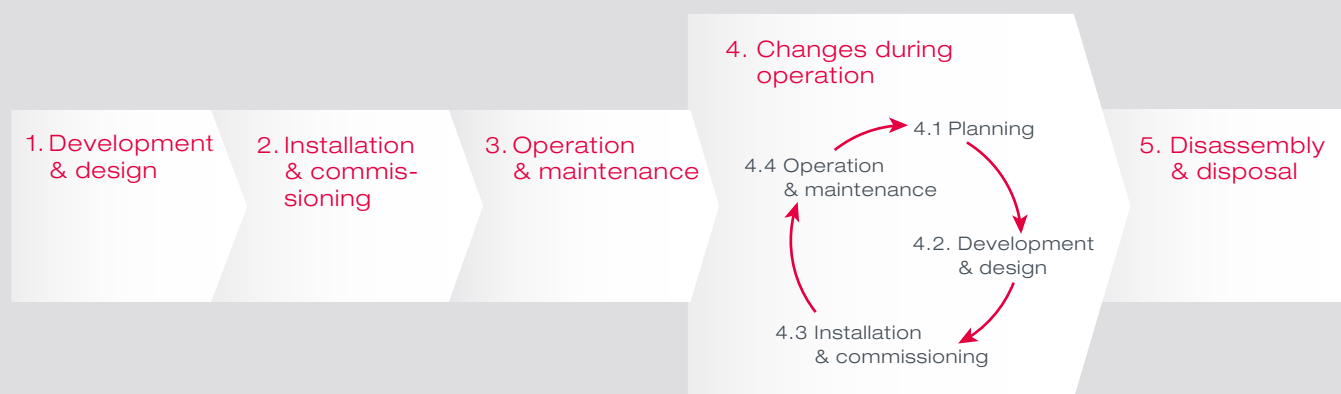 1. Development
& design
2. Installation
& commis-
sioning
3. Operation
& maintenance
4. Changes during
operation
4.1 Planning
4.2. Development
& design
4.3 Installation
& commissioning
4.4 Operation
& maintenance
5. Disassembly
& disposal